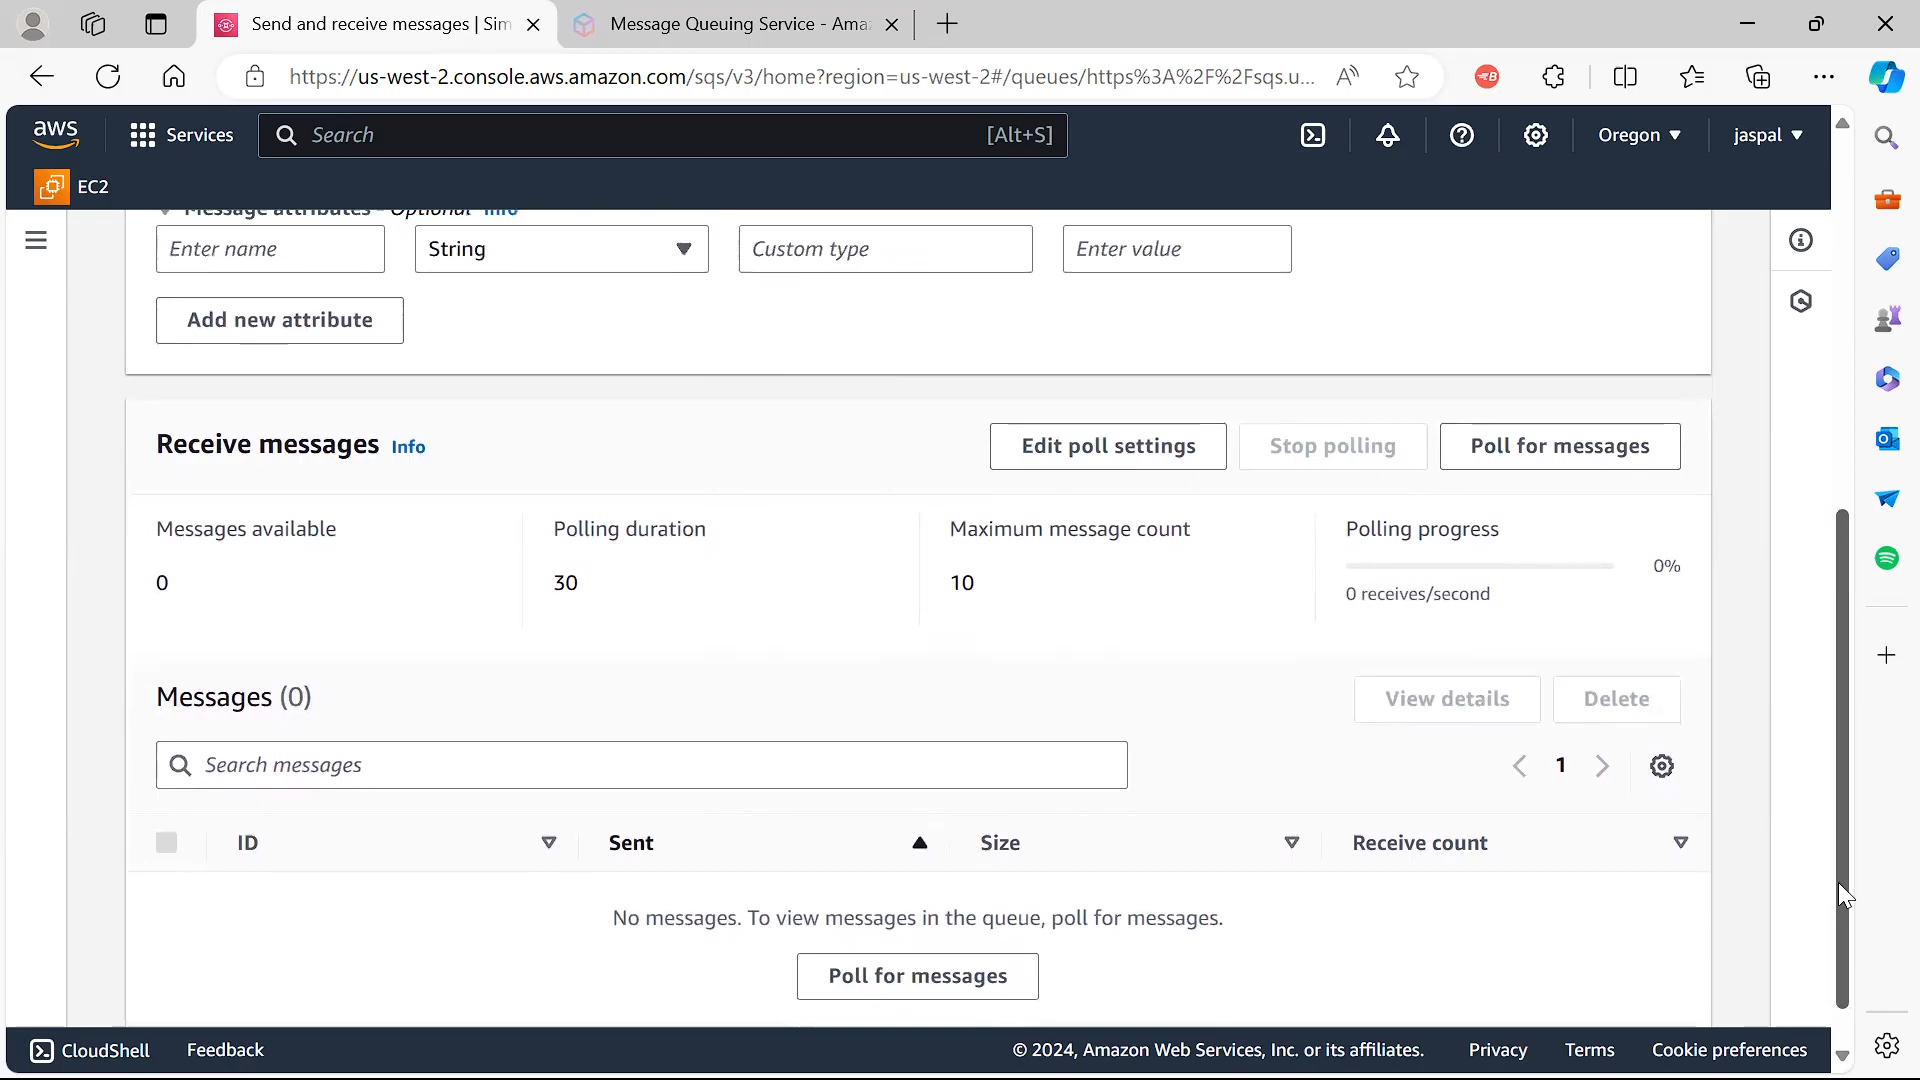 Send and receive messages | Sim
Message Queuing Service - Ama
https://us-west-2.console.aws.amazon.com/sqs/v3/home?region=us-west-2#/queues/https%3A%2F%2Fsqs.u...
aws
Services
Search
[Alt+S]
Oregon
jaspal
EC2
Message attributes - Optional Info
Enter name
String
Custom type
Enter value
Add new attribute
Receive messages Info
Edit poll settings
Stop polling
Poll for messages
Messages available
Polling duration
Maximum message count
Polling progress
0
30
10
0%
0 receives/second
Messages (0)
View details
Delete
Search messages
1
ID
Sent
Size
Receive count
No messages. To view messages in the queue, poll for messages.
Poll for messages
CloudShell
Feedback
© 2024, Amazon Web Services, Inc. or its affiliates.
Privacy
Terms
Cookie preferences